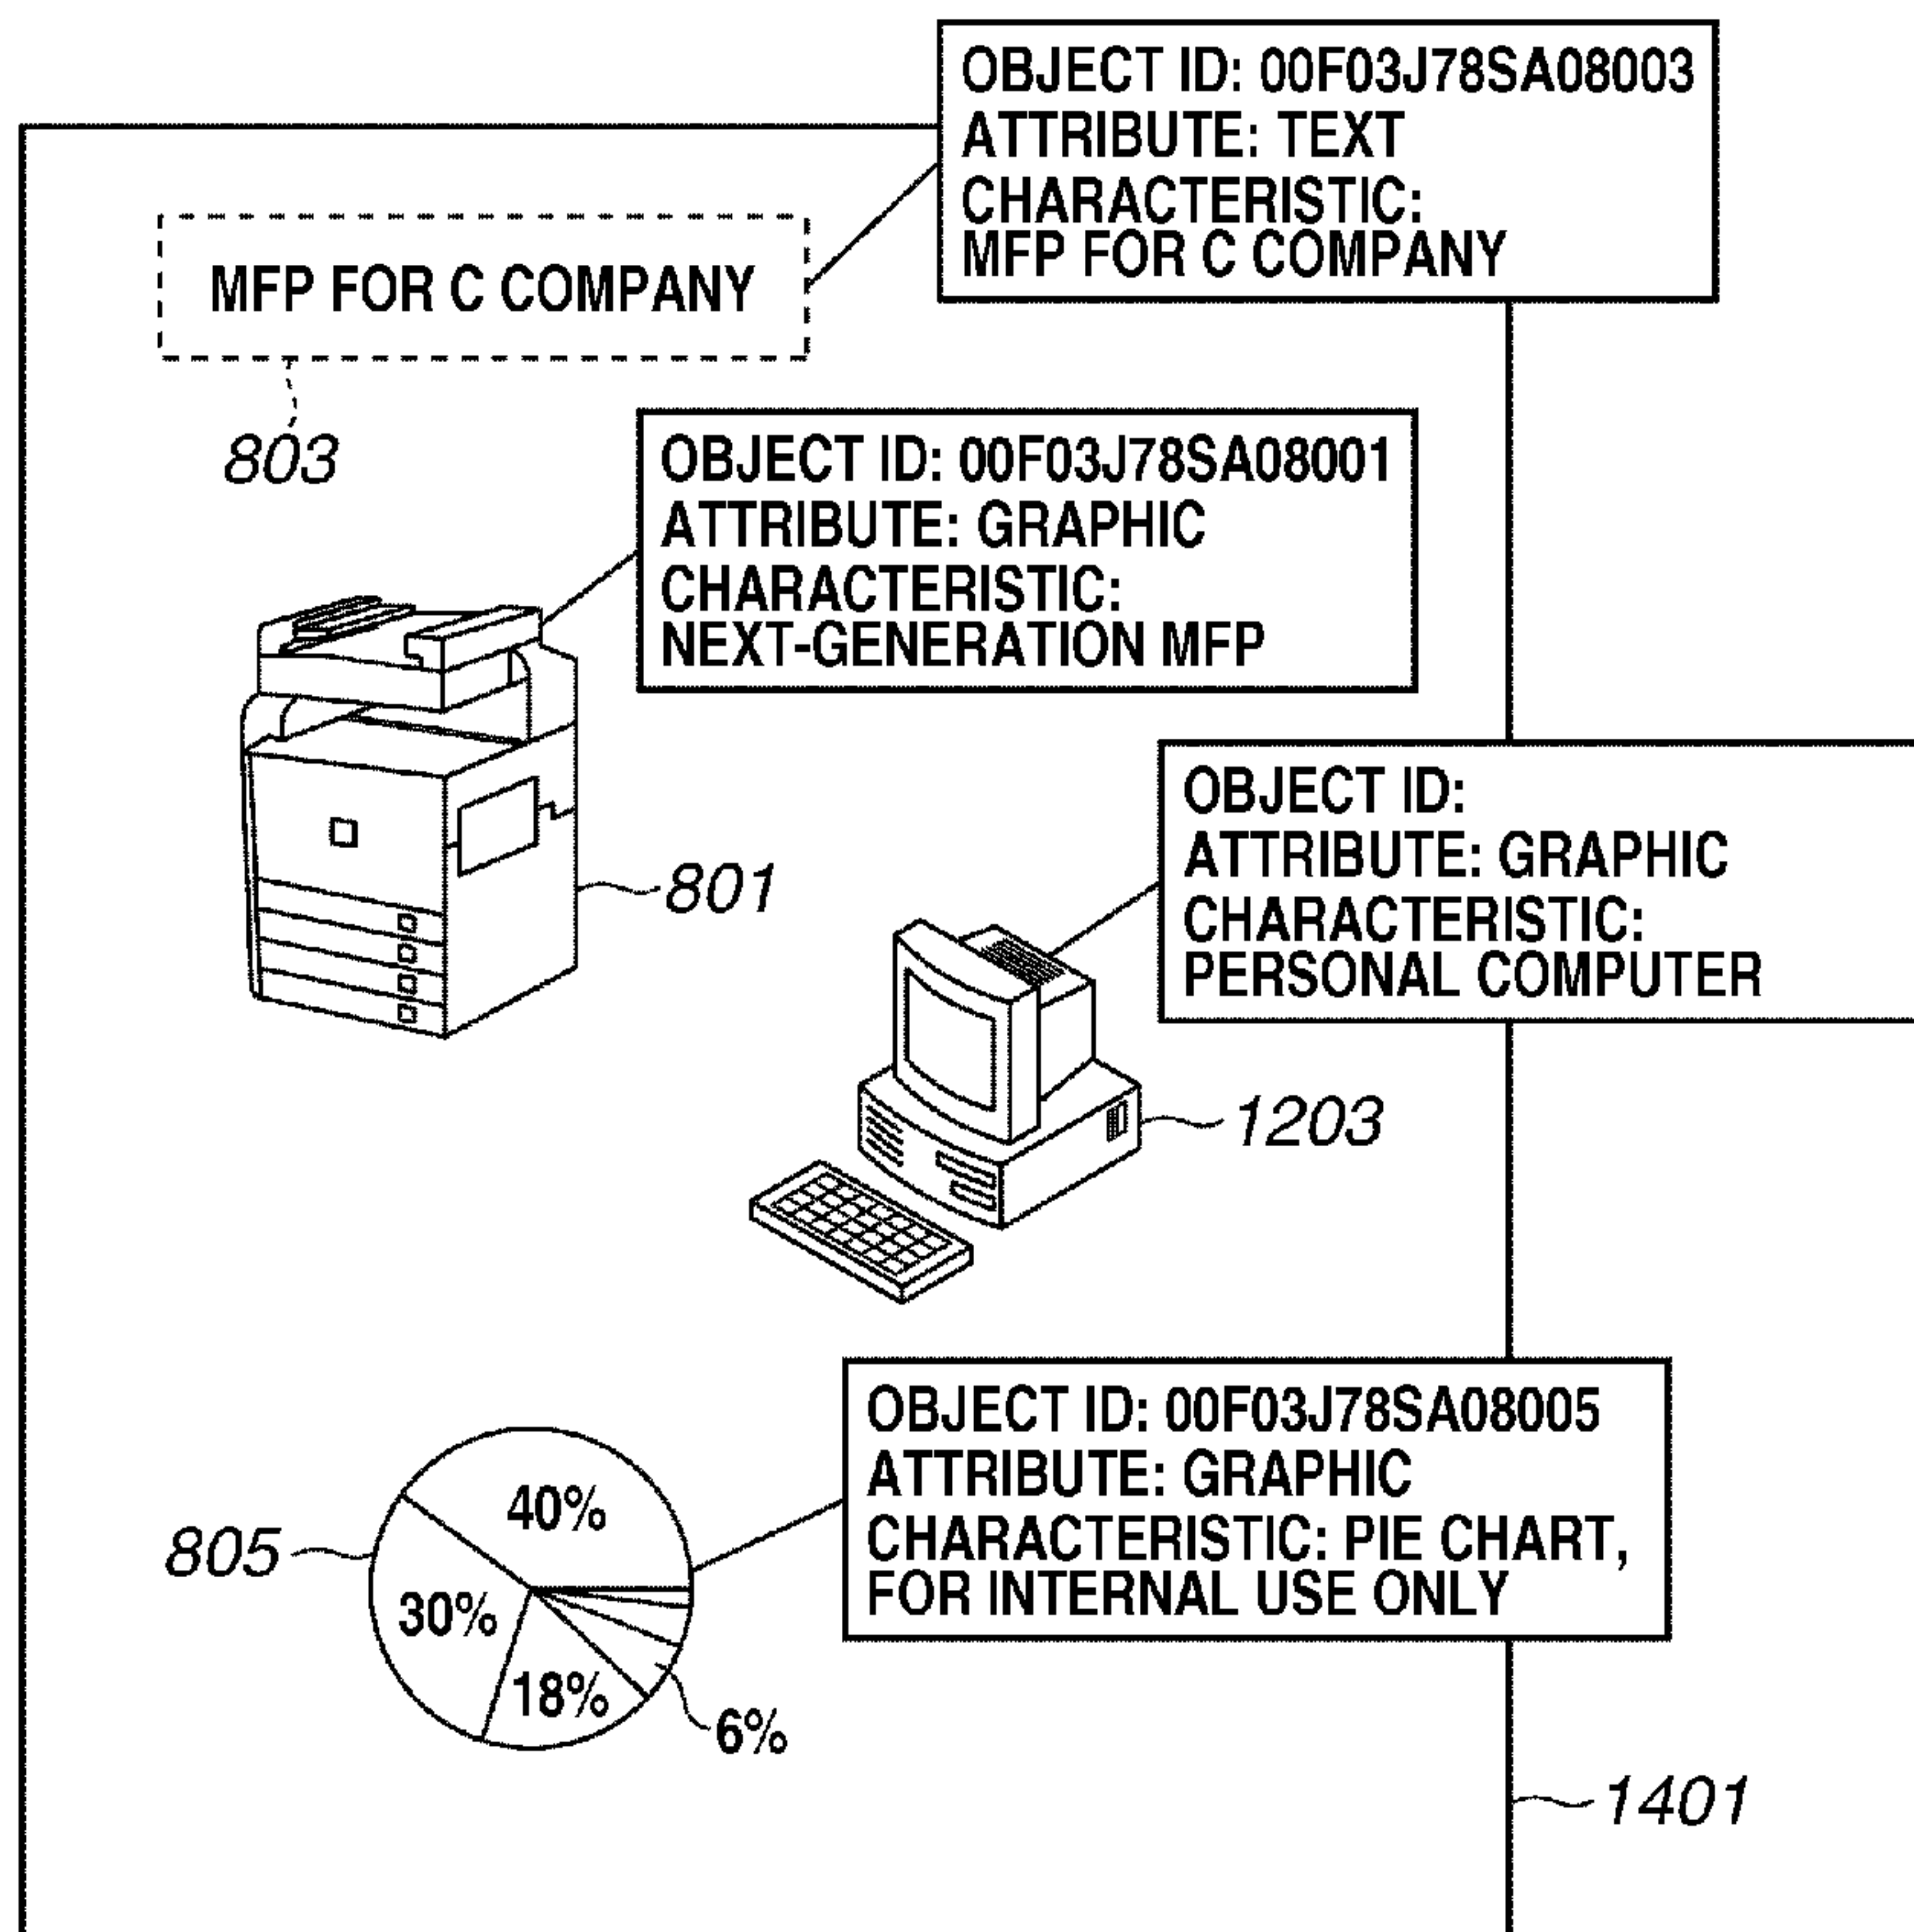 OBJECT ID: 00F03J78SA08003
ATTRIBUTE: TEXT
CHARACTERISTIC:
MFP FOR C COMPANY
MFP FOR C COMPANY
803
OBJECT ID: 00F03J78SA08001
ATTRIBUTE: GRAPHIC
CHARACTERISTIC:
NEXT-GENERATION MFP
801
OBJECT ID:
ATTRIBUTE: GRAPHIC
CHARACTERISTIC:
PERSONAL COMPUTER
1203
OBJECT ID: 00F03J78SA08005
ATTRIBUTE: GRAPHIC
CHARACTERISTIC: PIE CHART,
FOR INTERNAL USE ONLY
805
40%
30%
18%
6%
1401